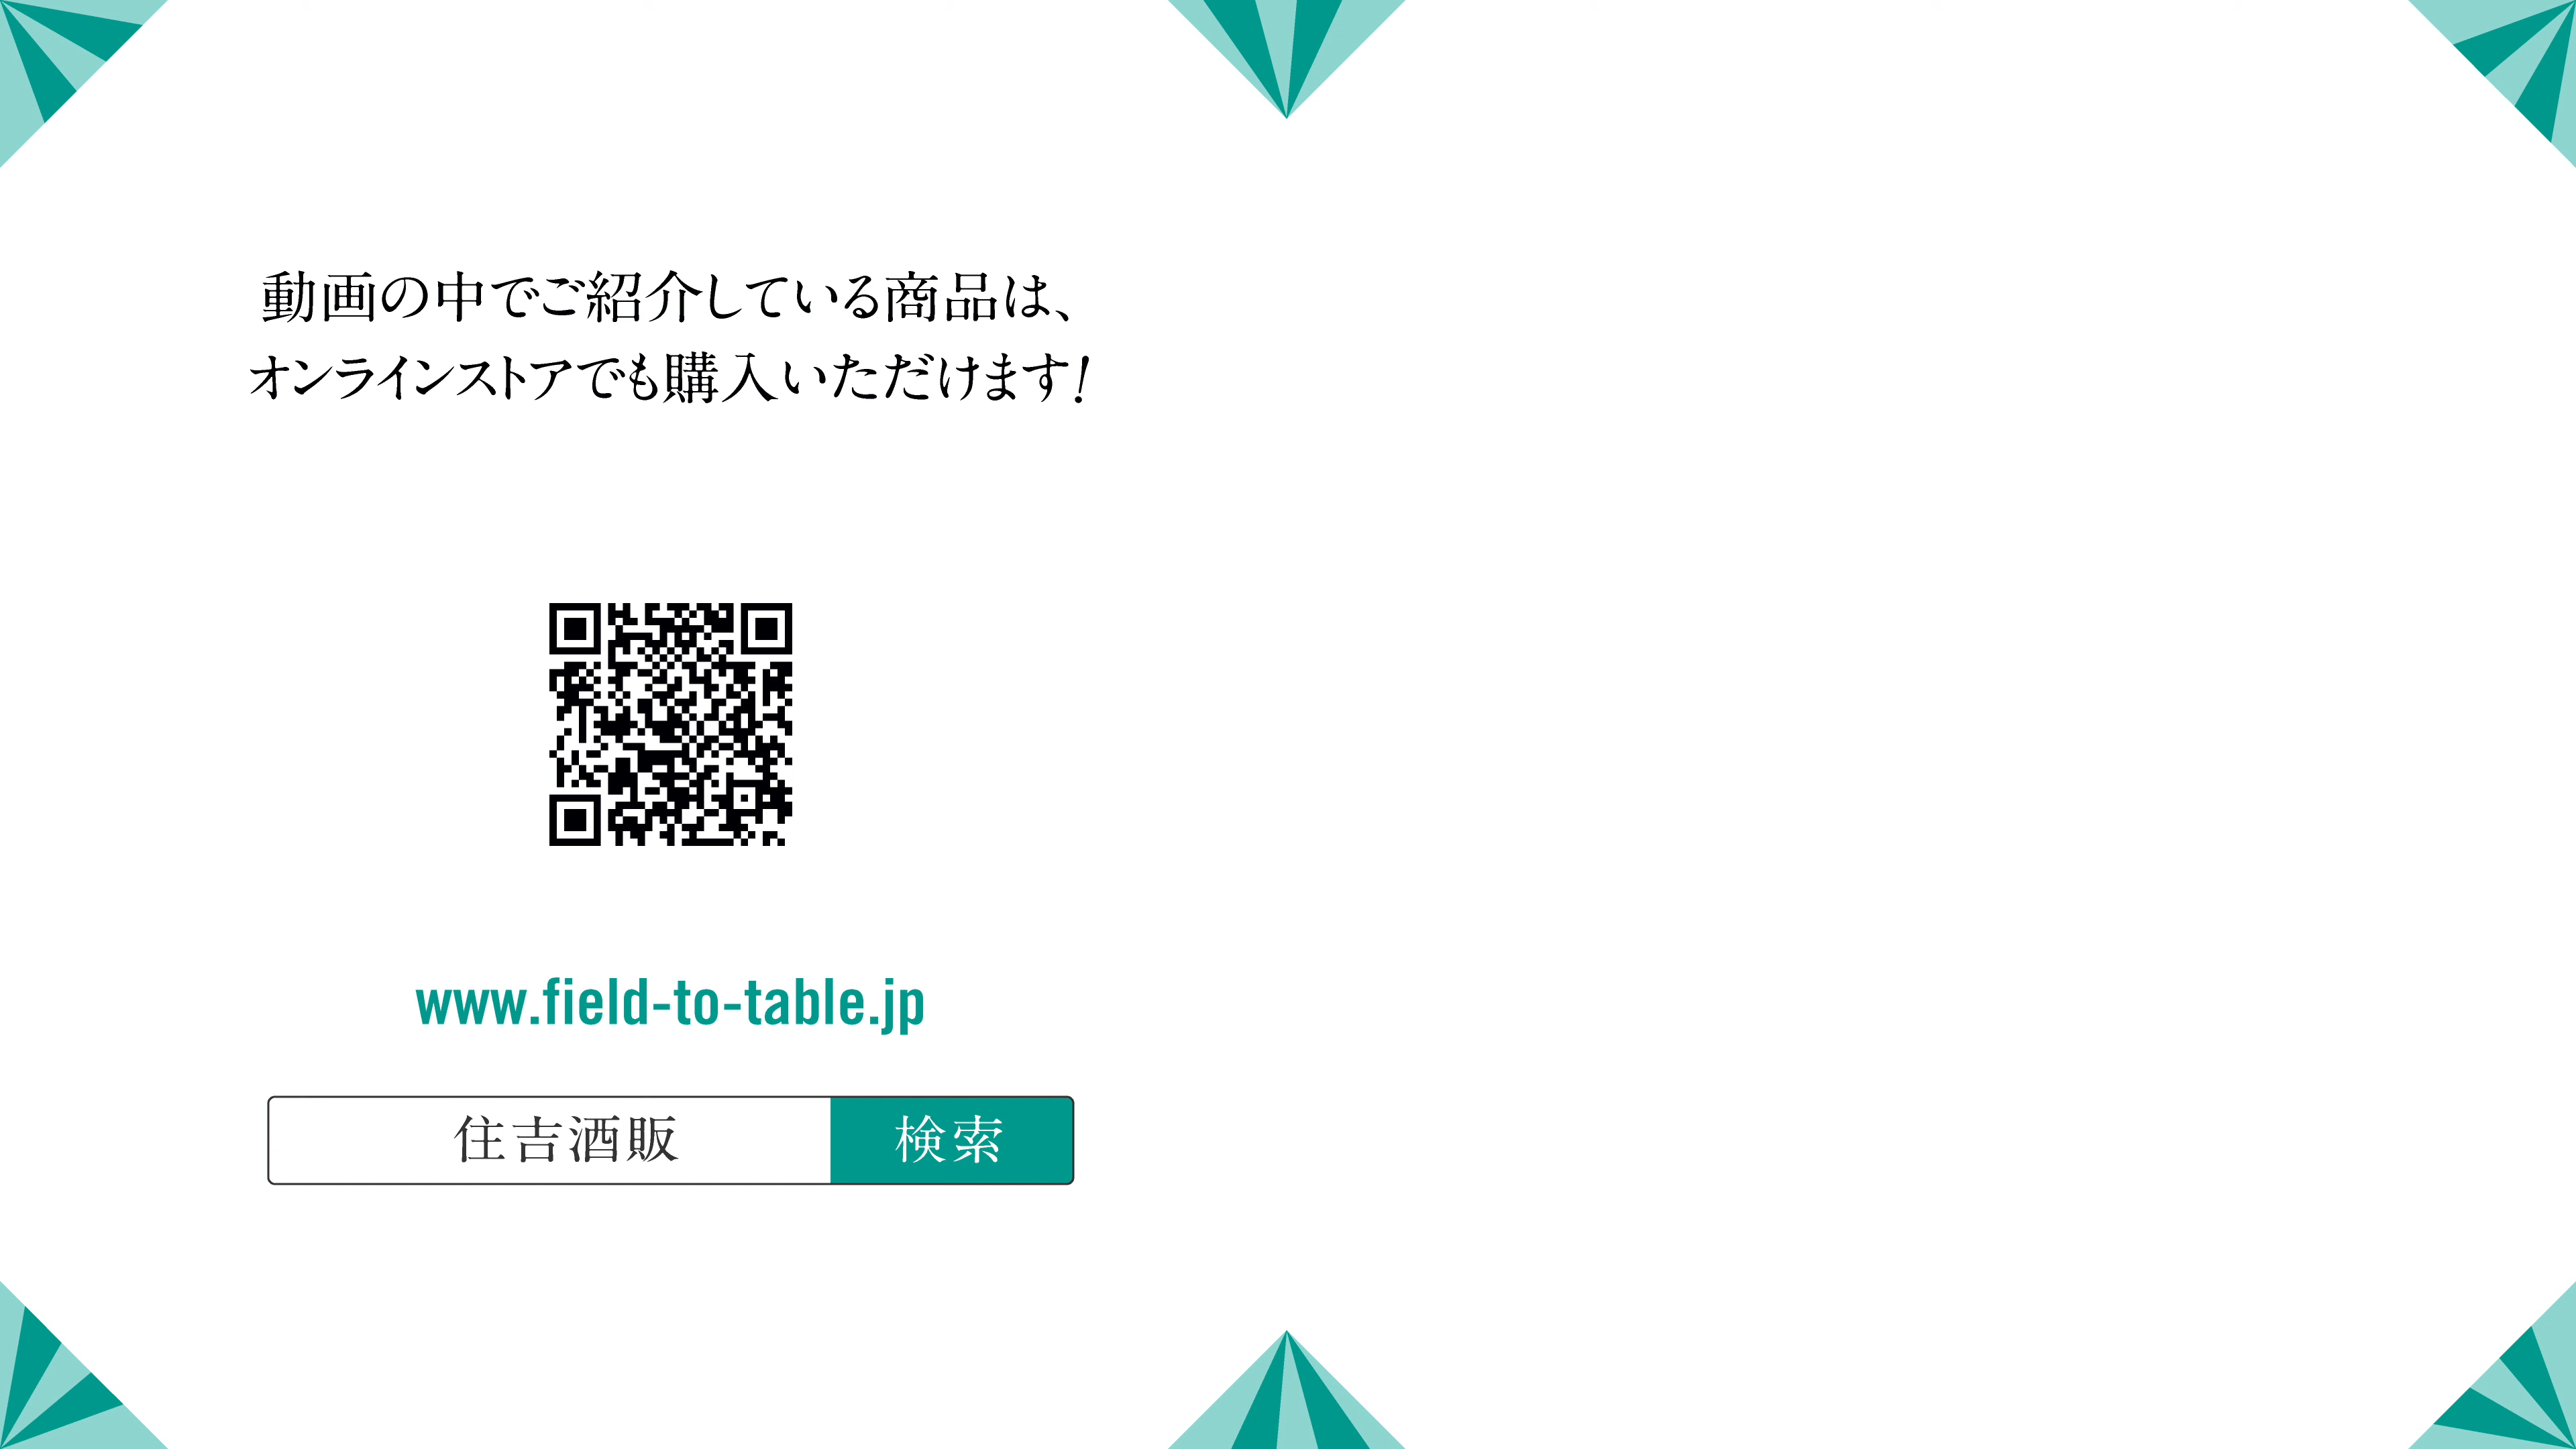 動画の中でご紹介している商品は、
オンラインストアでも購入いただけます!
www.field-to-table.jp
住吉酒販 検索